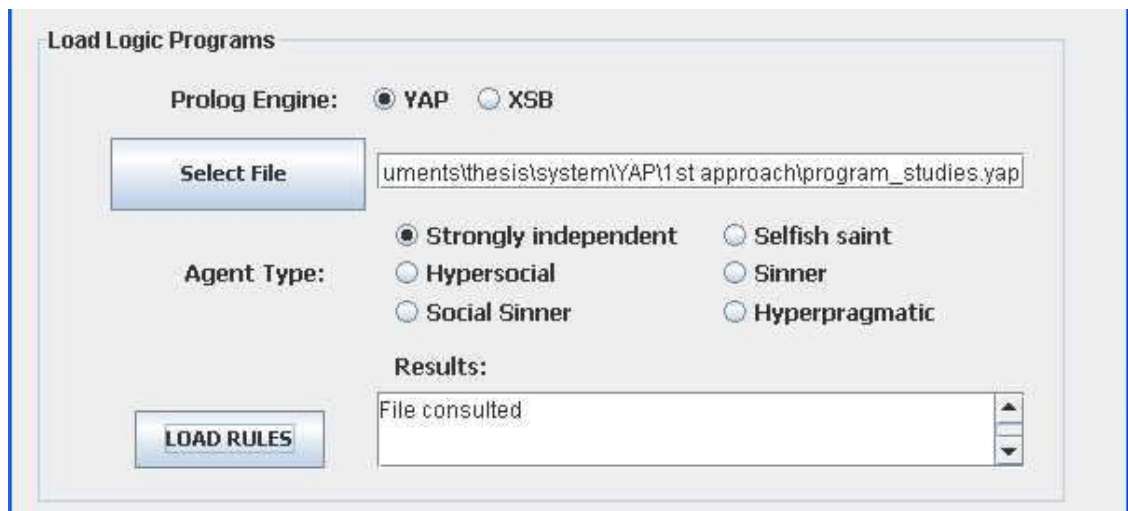 Load Logic Programs
Prolog Engine: YAP XSB
Select File uments\thesis\system\YAP\1st approach\program_studies.yap
Strongly independent Selfish saint
Agent Type: Hypersocial Sinner
Social Sinner Hyperpragmatic
Results:
File consulted
LOAD RULES